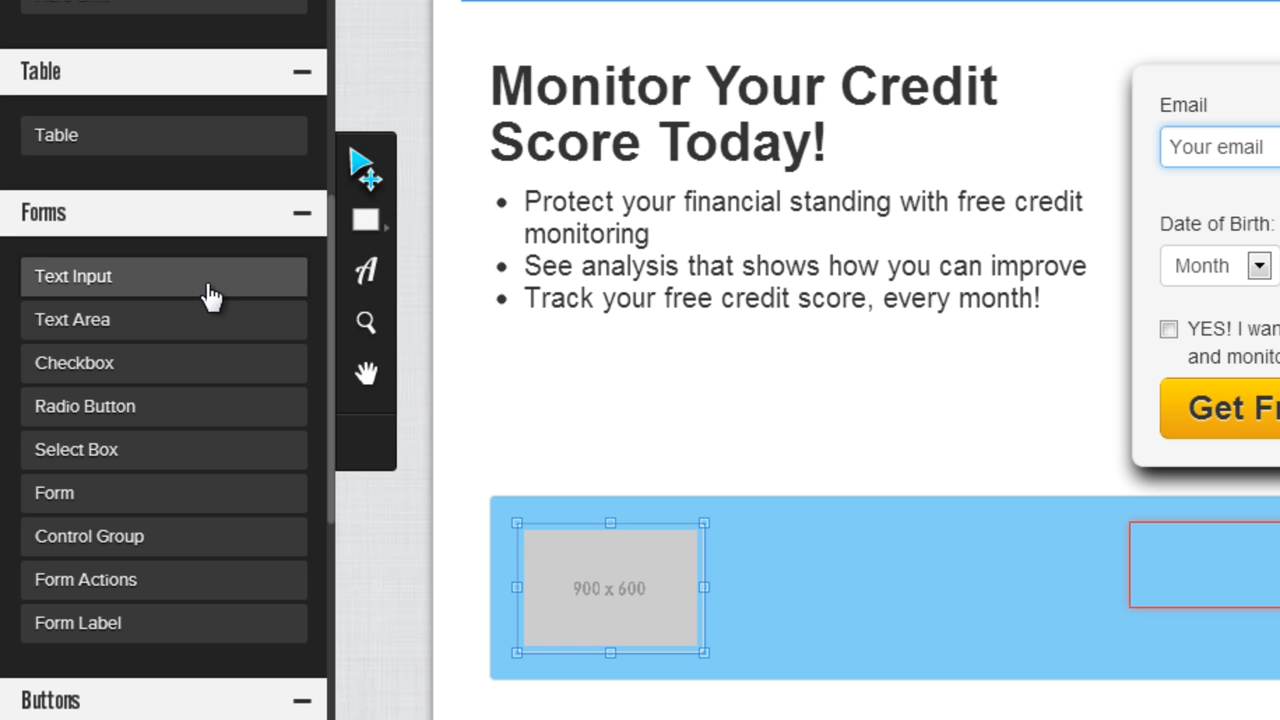 Table
Table
Forms
Text Input
Text Area
Checkbox
Radio Button
Select Box
Form
Control Group
Form Actions
Form Label
Buttons
Monitor Your Credit
Score Today!
• Protect your financial standing with free credit
monitoring
• See analysis that shows how you can improve
• Track your free credit score, every month!
Email
Your email
Date of Birth:
Month
YES! I
and
Get
900 x 600